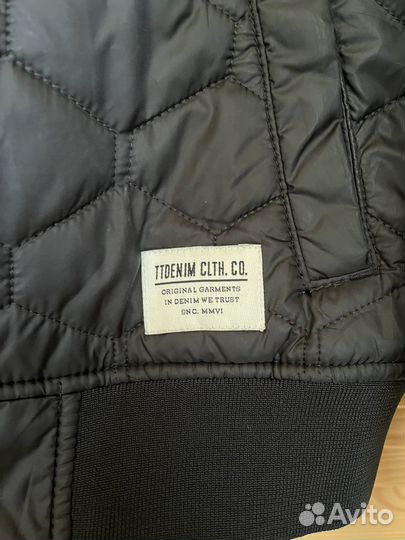 TTDENIM CLTH. CO.
ORIGINAL GARMENTS
IN DENIM WE TRUST
SNC. MMVI
Avito